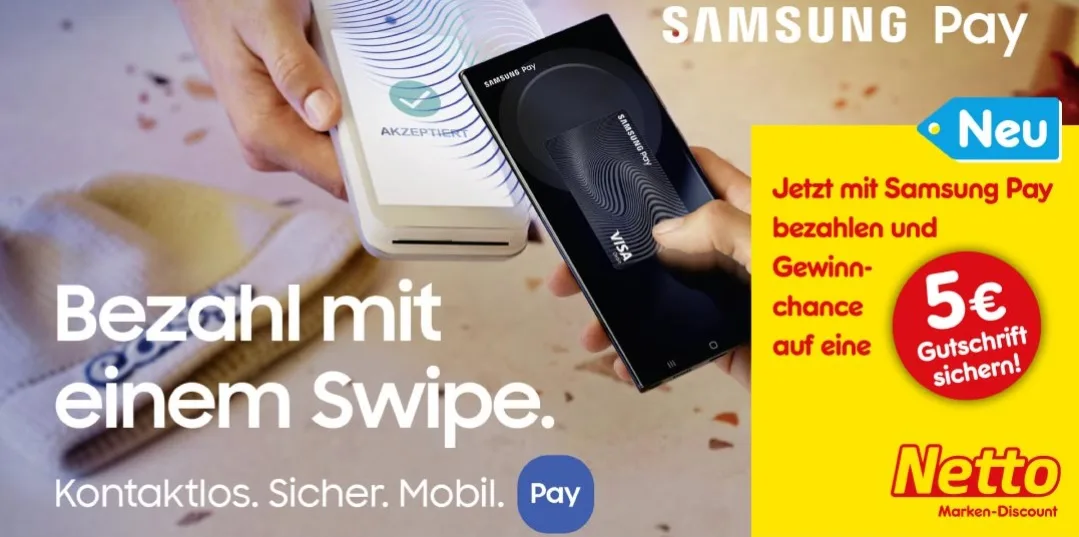 SAMSUNG Pay
SAMSUNG Pay
AKZEPTIERT
SAMSUNG Pay
VISA
Bezahl mit
einem Swipe.
Kontaktlos. Sicher. Mobil.
Pay
Neu
Jetzt mit Samsung Pay
bezahlen und
Gewinn-
chance
auf eine
5€
Gutschrift
sichern!
Netto
Marken-Discount